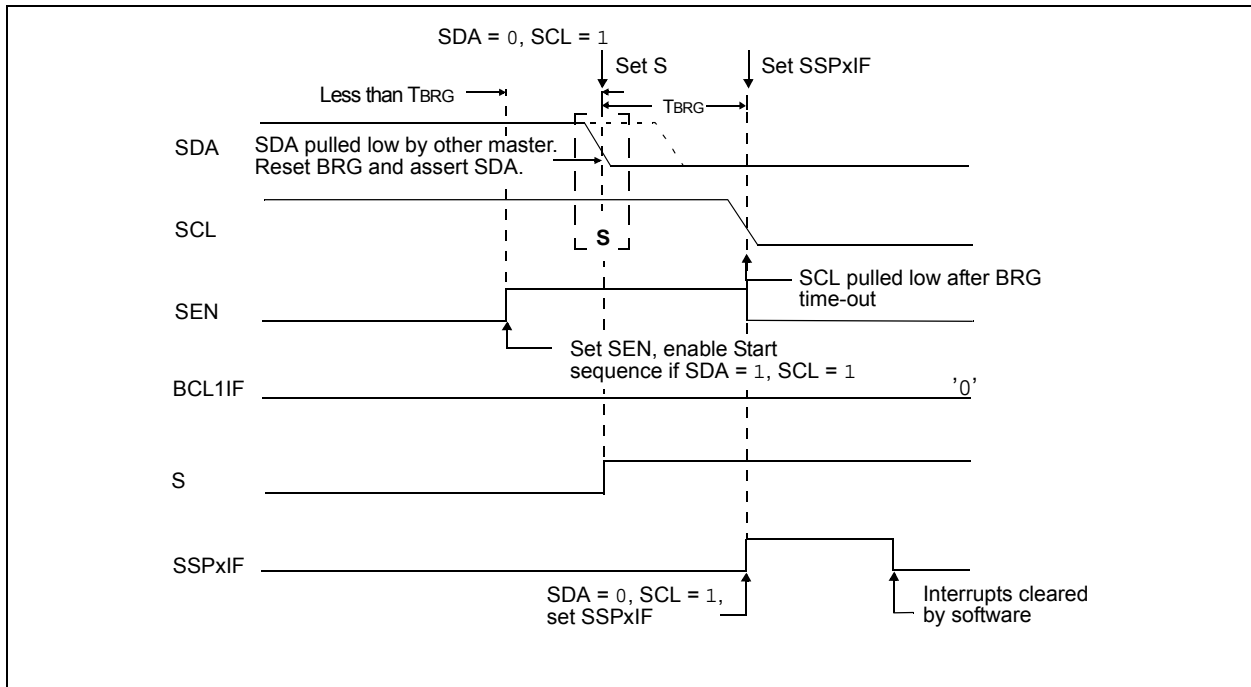 SDA = 0, SCL = 1
Set S
Set SSPxIF
Less than TBRG
TBRG
SDA
SDA pulled low by other master.
Reset BRG and assert SDA.
SCL
S
SCL pulled low after BRG
time-out
SEN
Set SEN, enable Start
sequence if SDA = 1, SCL = 1
BCL1IF
'0'
S
SSPxIF
SDA = 0, SCL = 1,
set SSPxIF
Interrupts cleared
by software